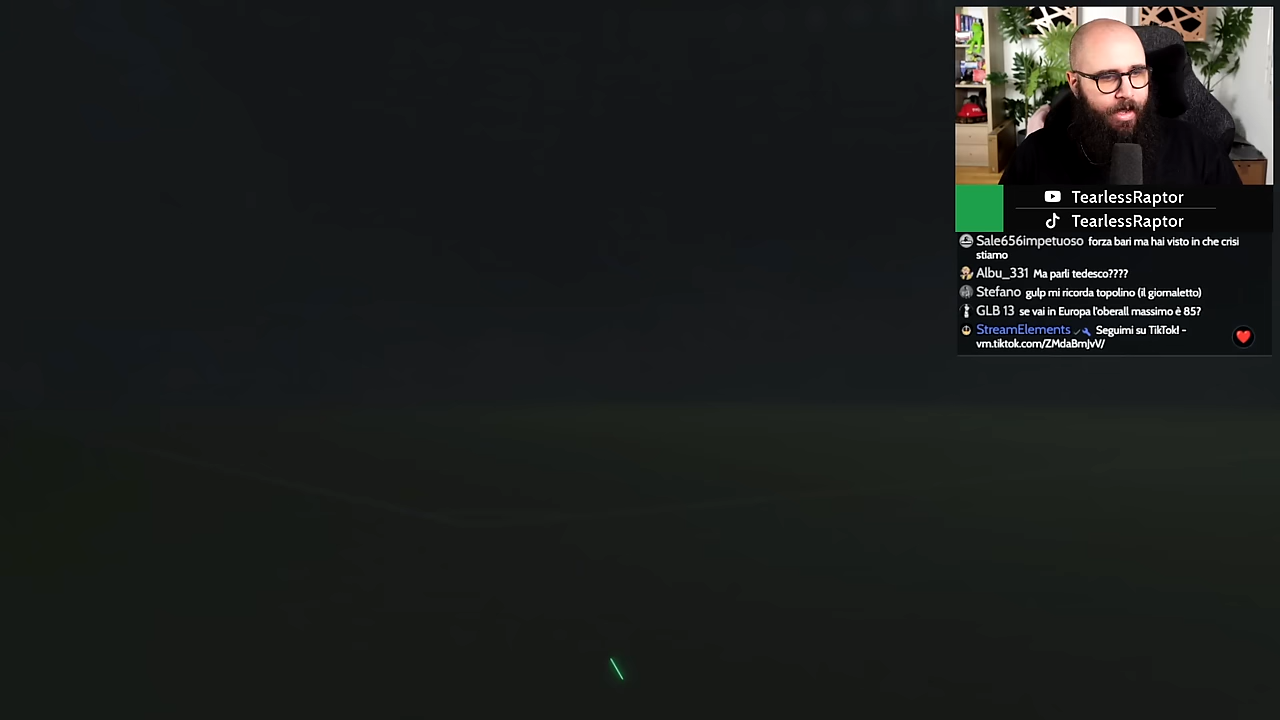 TearlessRaptor
TearlessRaptor
Sale656impetuoso forza bari ma hai visto in che crisi
stiamo
Albu_331 Ma parli tedesco????
Stefano gulp mi ricorda topolino (il giornaletto)
GLB 13 se vai in Europa l'oberall massimo è 85?
StreamElements Seguimi su TikTok! -
vm.tiktok.com/ZMdaBmJvV/